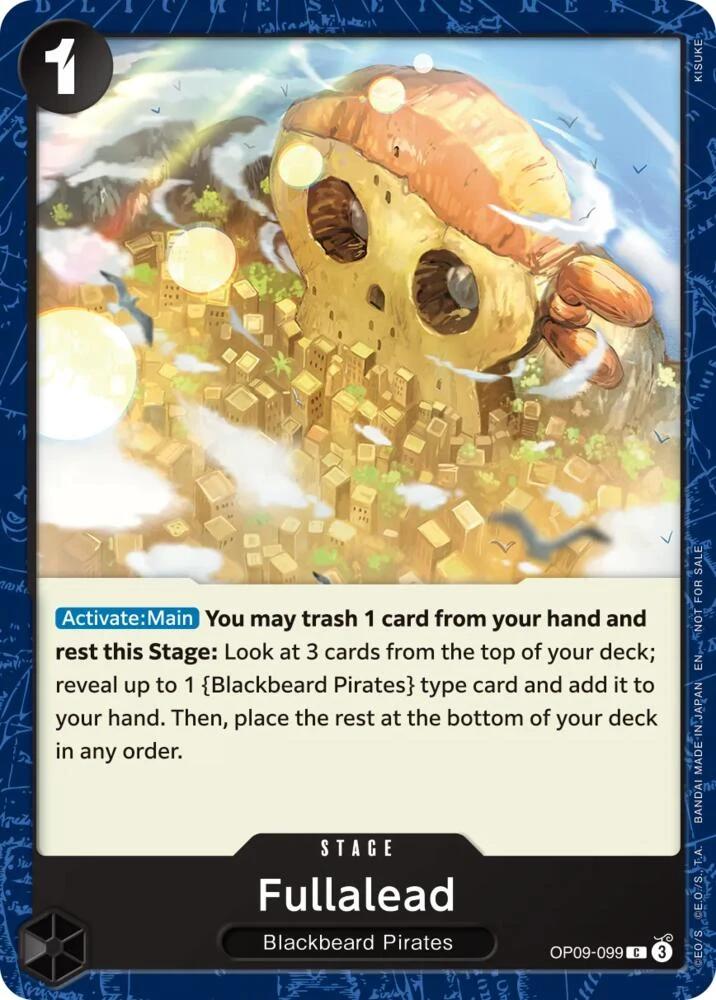 1
KISUKE
Activate:Main You may trash 1 card from your hand and
rest this Stage: Look at 3 cards from the top of your deck;
reveal up to 1 {Blackbeard Pirates} type card and add it to
your hand. Then, place the rest at the bottom of your deck
in any order.
©E.O/S. ©E.O./S., T.A. BANDAI MADE IN JAPAN EN NOT FOR SALE
STAGE
Fullalead
Blackbeard Pirates
OP09-099 C 3